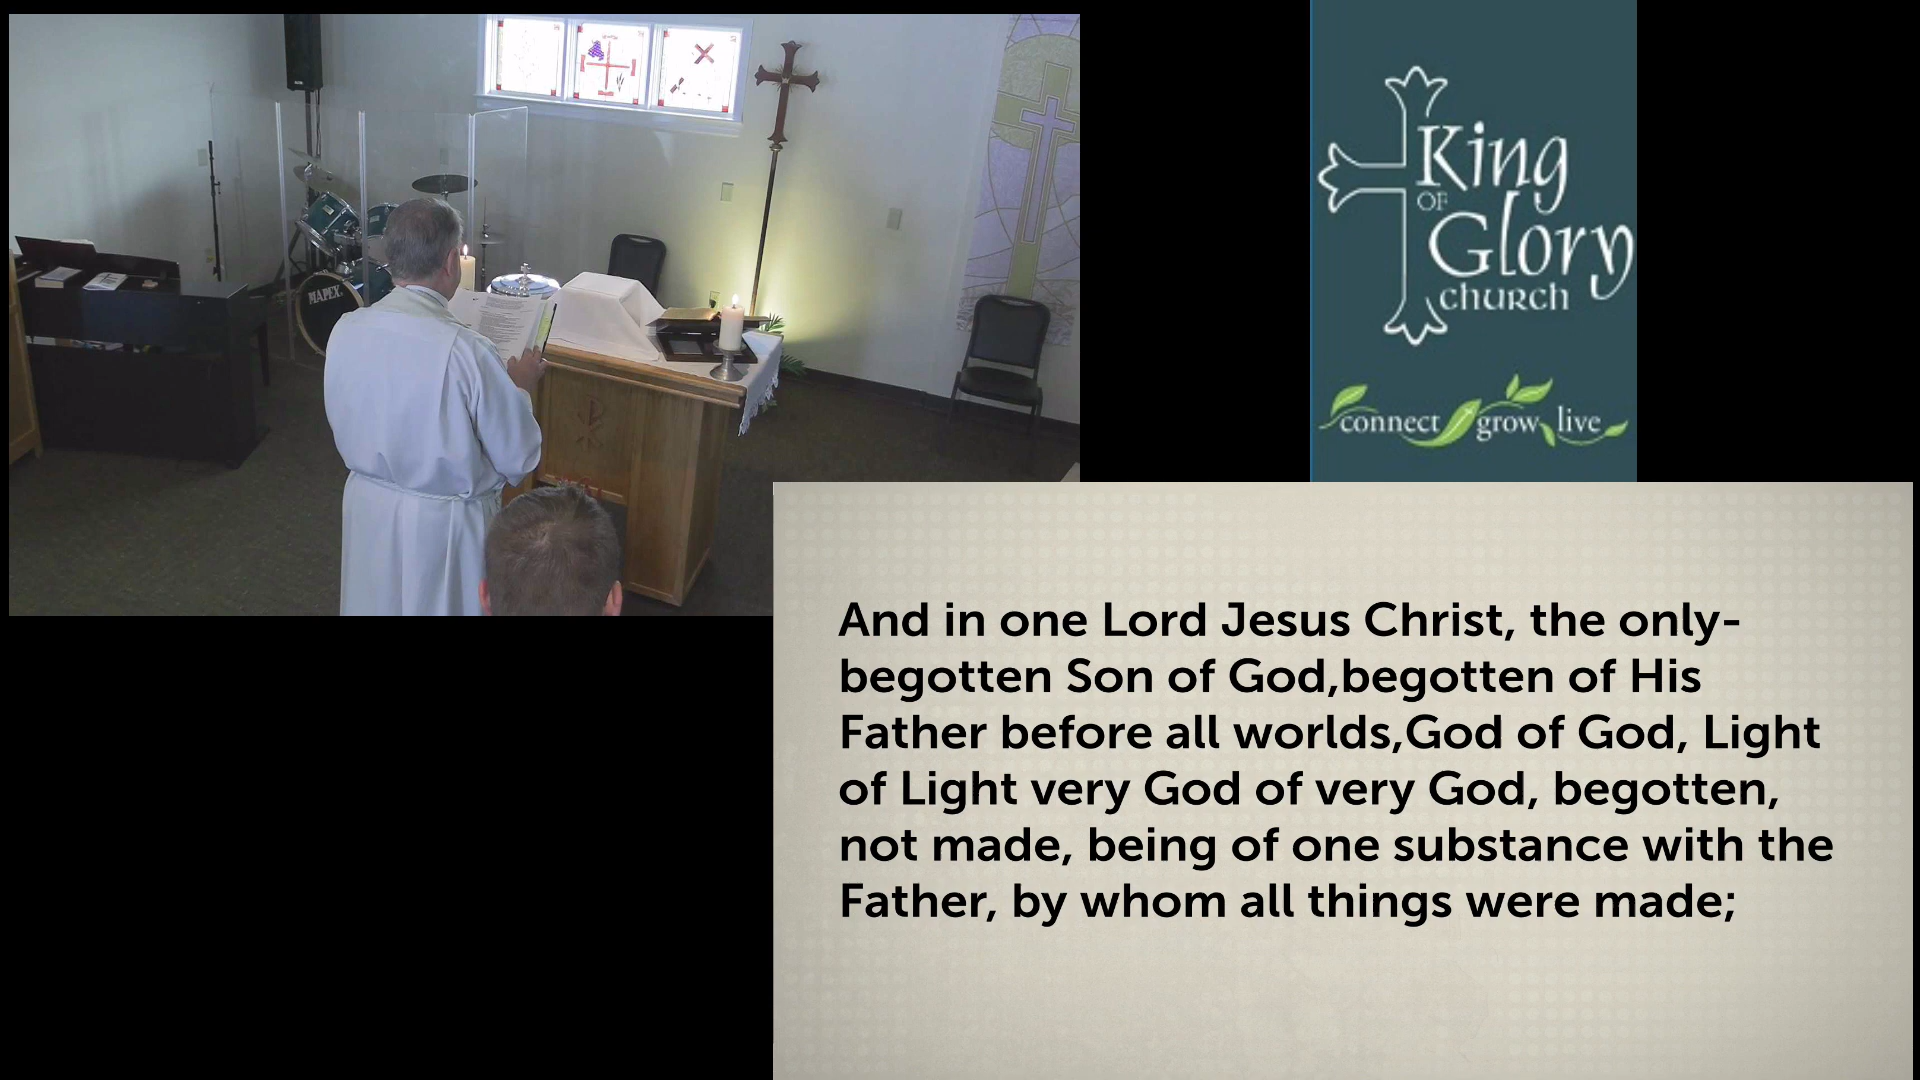 MAPEX.
King
OF
Glory
church
connect grow live
And in one Lord Jesus Christ, the only-
begotten Son of God,begotten of His
Father before all worlds,God of God, Light
of Light very God of very God, begotten,
not made, being of one substance with the
Father, by whom all things were made;